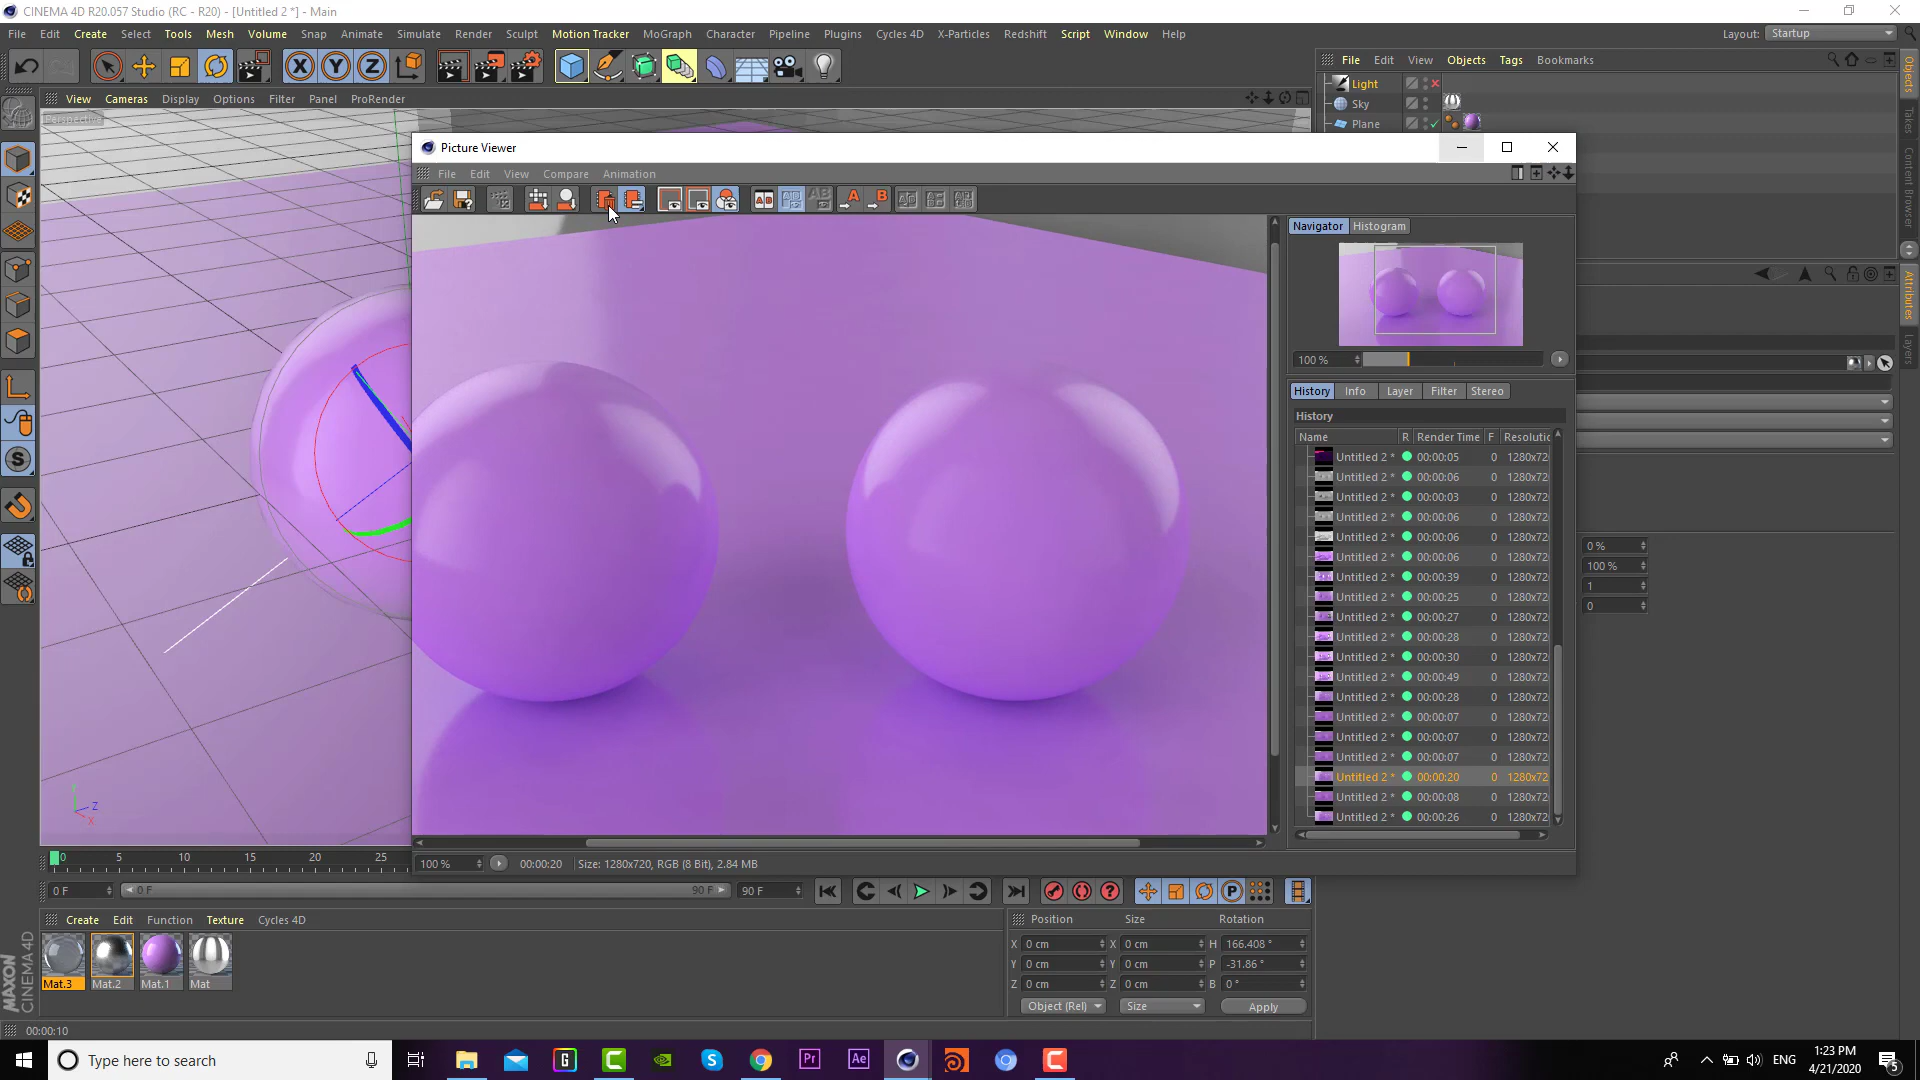 CINEMA 4D R20.057 Studio (RC - R20) - [Untitled 2 *] - Main
File Edit Create Select Tools Mesh Volume Snap Animate Simulate Render Sculpt Motion Tracker MoGraph Character Pipeline Plugins Cycles 4D X-Particles Redshift Script Window Help Layout: Startup
File Edit View Objects Tags Bookmarks
View Cameras Display Options Filter Panel ProRender
Perspective
Light
Sky
Plane
Objects
Takes
Content Browser
Attributes
Layers
Picture Viewer
File Edit View Compare Animation
Navigator Histogram
100 %
History Info Layer Filter Stereo
History
Name R Render Time F Resolutic
Untitled 2 * 00:00:05 0 1280x72
Untitled 2 * 00:00:06 0 1280x72
Untitled 2 * 00:00:03 0 1280x72
Untitled 2 * 00:00:06 0 1280x72
Untitled 2 * 00:00:06 0 1280x72
Untitled 2 * 00:00:06 0 1280x72
Untitled 2 * 00:00:39 0 1280x72
Untitled 2 * 00:00:25 0 1280x72
Untitled 2 * 00:00:27 0 1280x72
Untitled 2 * 00:00:28 0 1280x72
Untitled 2 * 00:00:30 0 1280x72
Untitled 2 * 00:00:49 0 1280x72
Untitled 2 * 00:00:28 0 1280x72
Untitled 2 * 00:00:07 0 1280x72
Untitled 2 * 00:00:07 0 1280x72
Untitled 2 * 00:00:07 0 1280x72
Untitled 2 * 00:00:20 0 1280x72
Untitled 2 * 00:00:08 0 1280x72
Untitled 2 * 00:00:26 0 1280x72
0 %
100 %
1
0
100 % 00:00:20 Size: 1280x720, RGB (8 Bit), 2.84 MB
Y Z X
0 5 10 15 20 25
0 F 0 F 90 F 90 F
Create Edit Function Texture Cycles 4D
Mat.3 Mat.2 Mat.1 Mat
Position Size Rotation
X 0 cm X 0 cm H 166.408 °
Y 0 cm Y 0 cm P -31.86 °
Z 0 cm Z 0 cm B 0 °
Object (Rel) Size Apply
MAXON CINEMA 4D
00:00:10
Type here to search
ENG
1:23 PM
4/21/2020
5